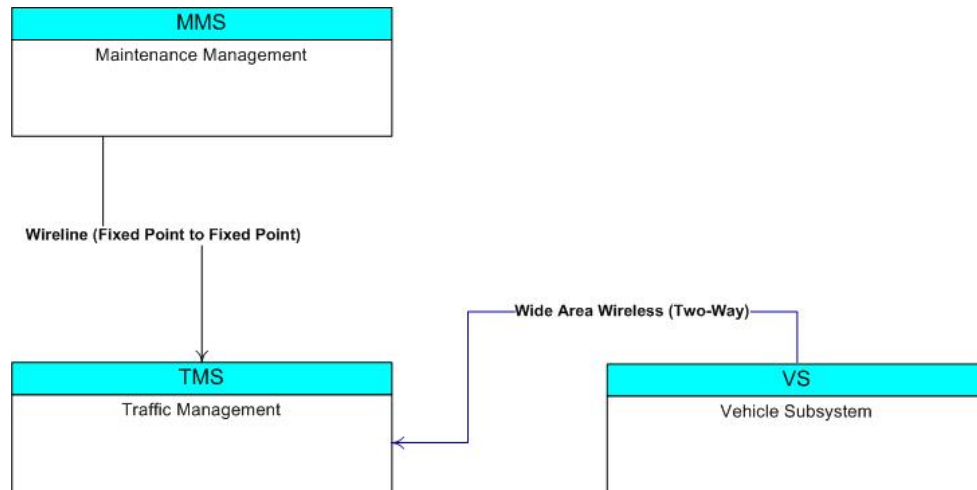 MMS
Maintenance Management
Wireline (Fixed Point to Fixed Point)
Wide Area Wireless (Two-Way)
TMS
Traffic Management
VS
Vehicle Subsystem